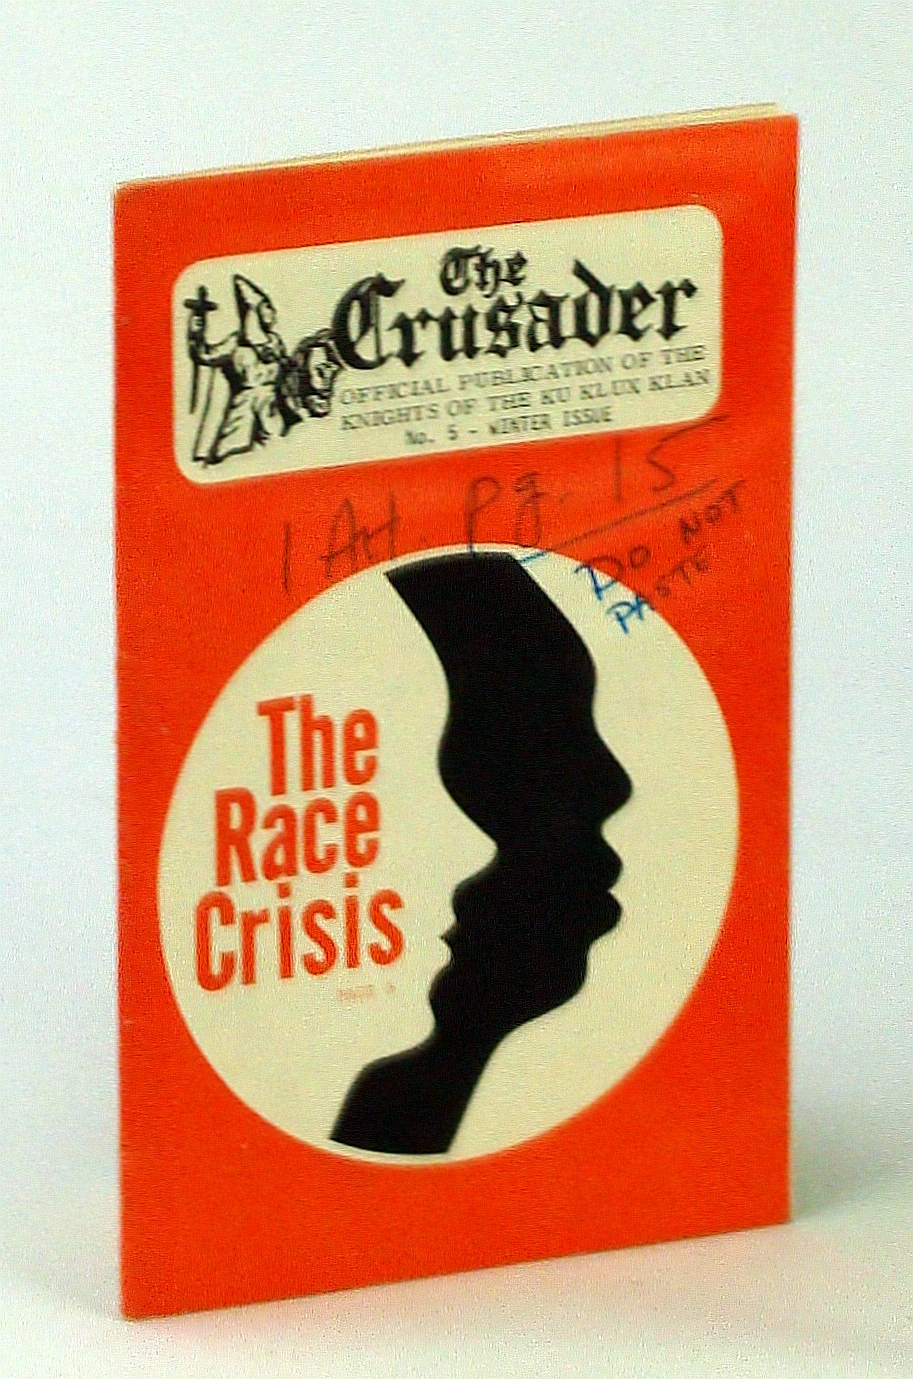 The
Crusader
OFFICIAL PUBLICATION OF THE
KNIGHTS OF THE KU KLUX KLAN
No. 5 - WINTER ISSUE
1 Art. pg. 15
DO NOT
PASTE
The
Race
Crisis